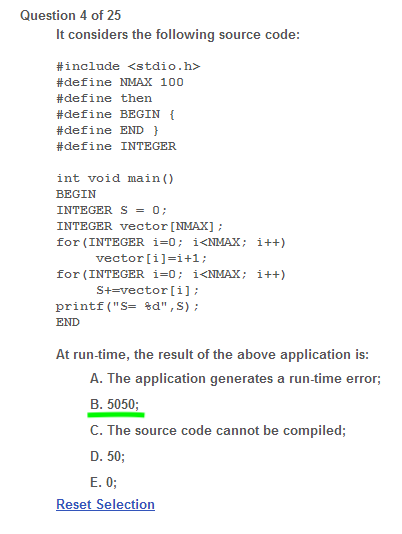 Question 4 of 25
It considers the following source code:
#include <stdio.h>
#define NMAX 100
#define then
#define BEGIN {
#define END }
#define INTEGER
int void main()
BEGIN
INTEGER S = 0;
INTEGER vector[NMAX];
for(INTEGER i=0; i<NMAX; i++)
vector[i]=i+1;
for(INTEGER i=0; i<NMAX; i++)
S+=vector[i];
printf("S= %d",S);
END
At run-time, the result of the above application is:
A. The application generates a run-time error;
B. 5050;
C. The source code cannot be compiled;
D. 50;
E. 0;
Reset Selection